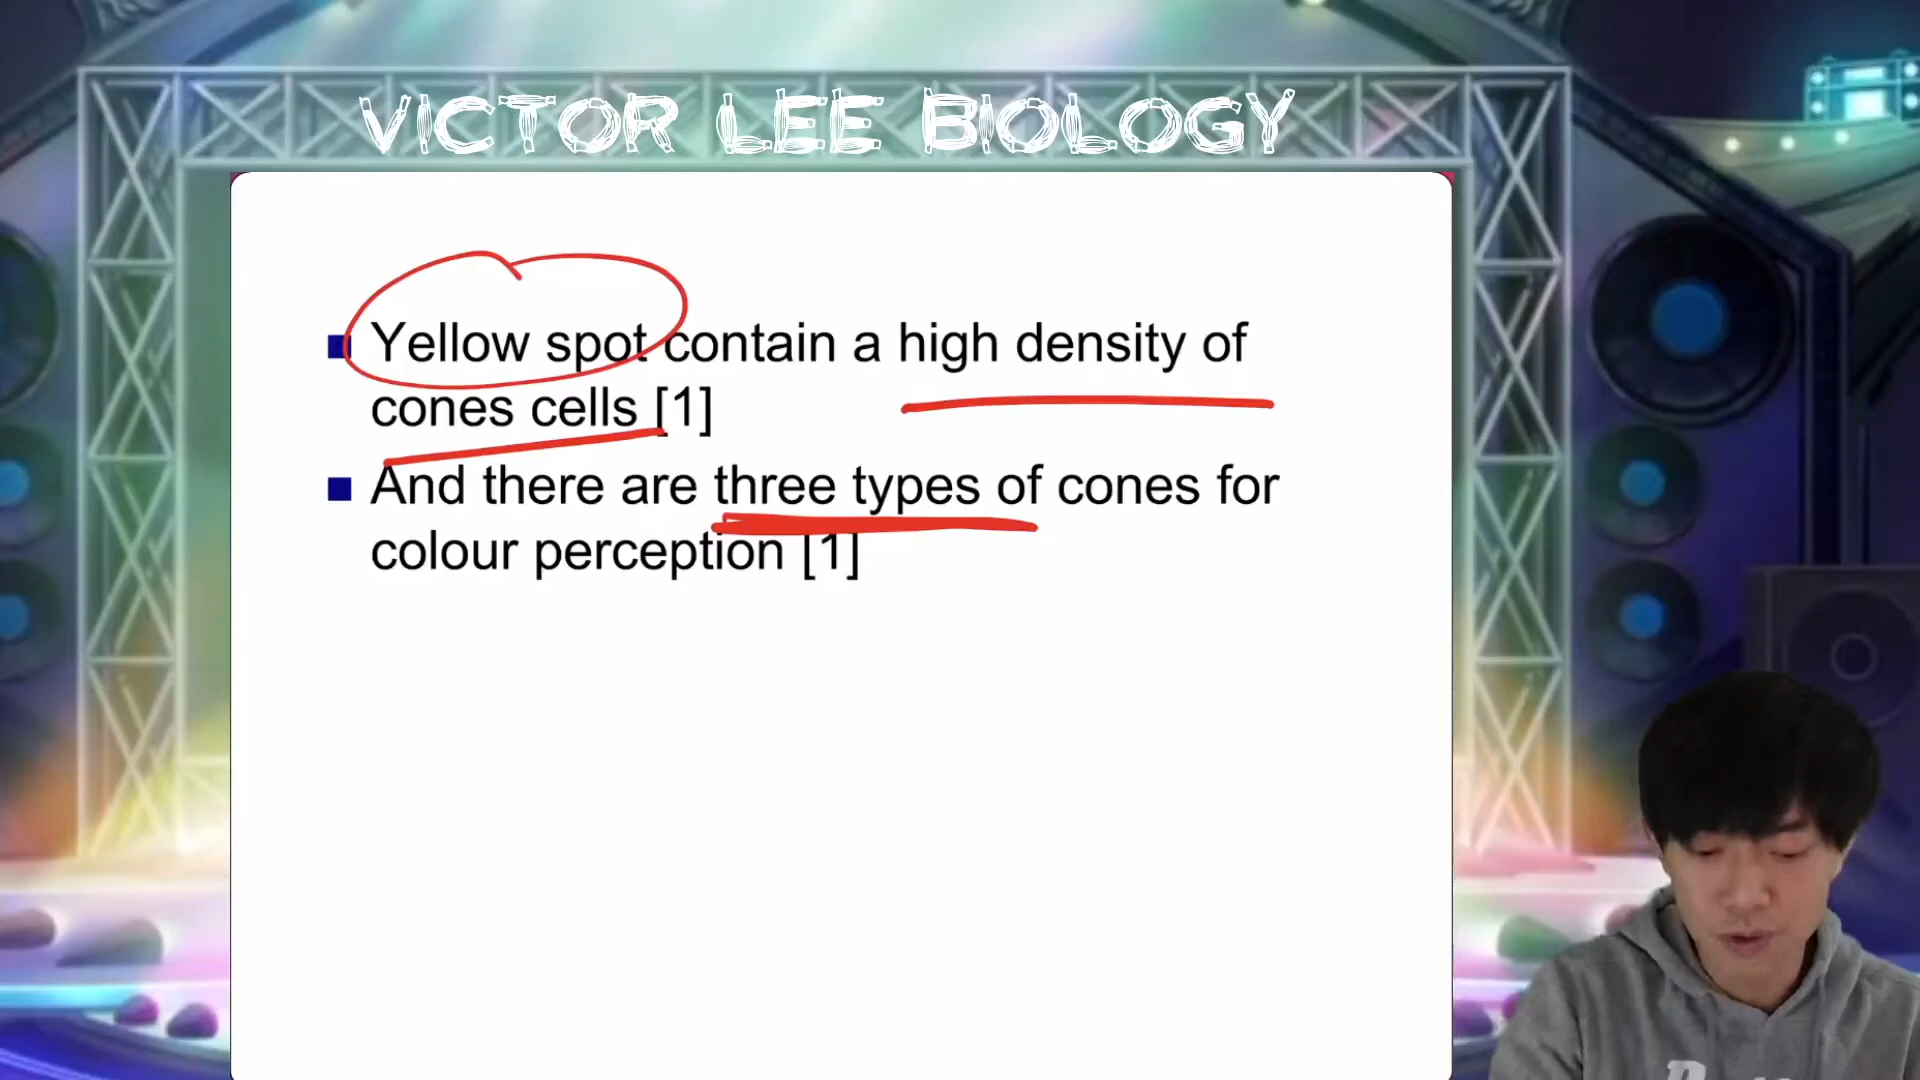 VICTOR LEE BIOLOGY
Yellow spot contain a high density of
cones cells [1]
And there are three types of cones for
colour perception [1]